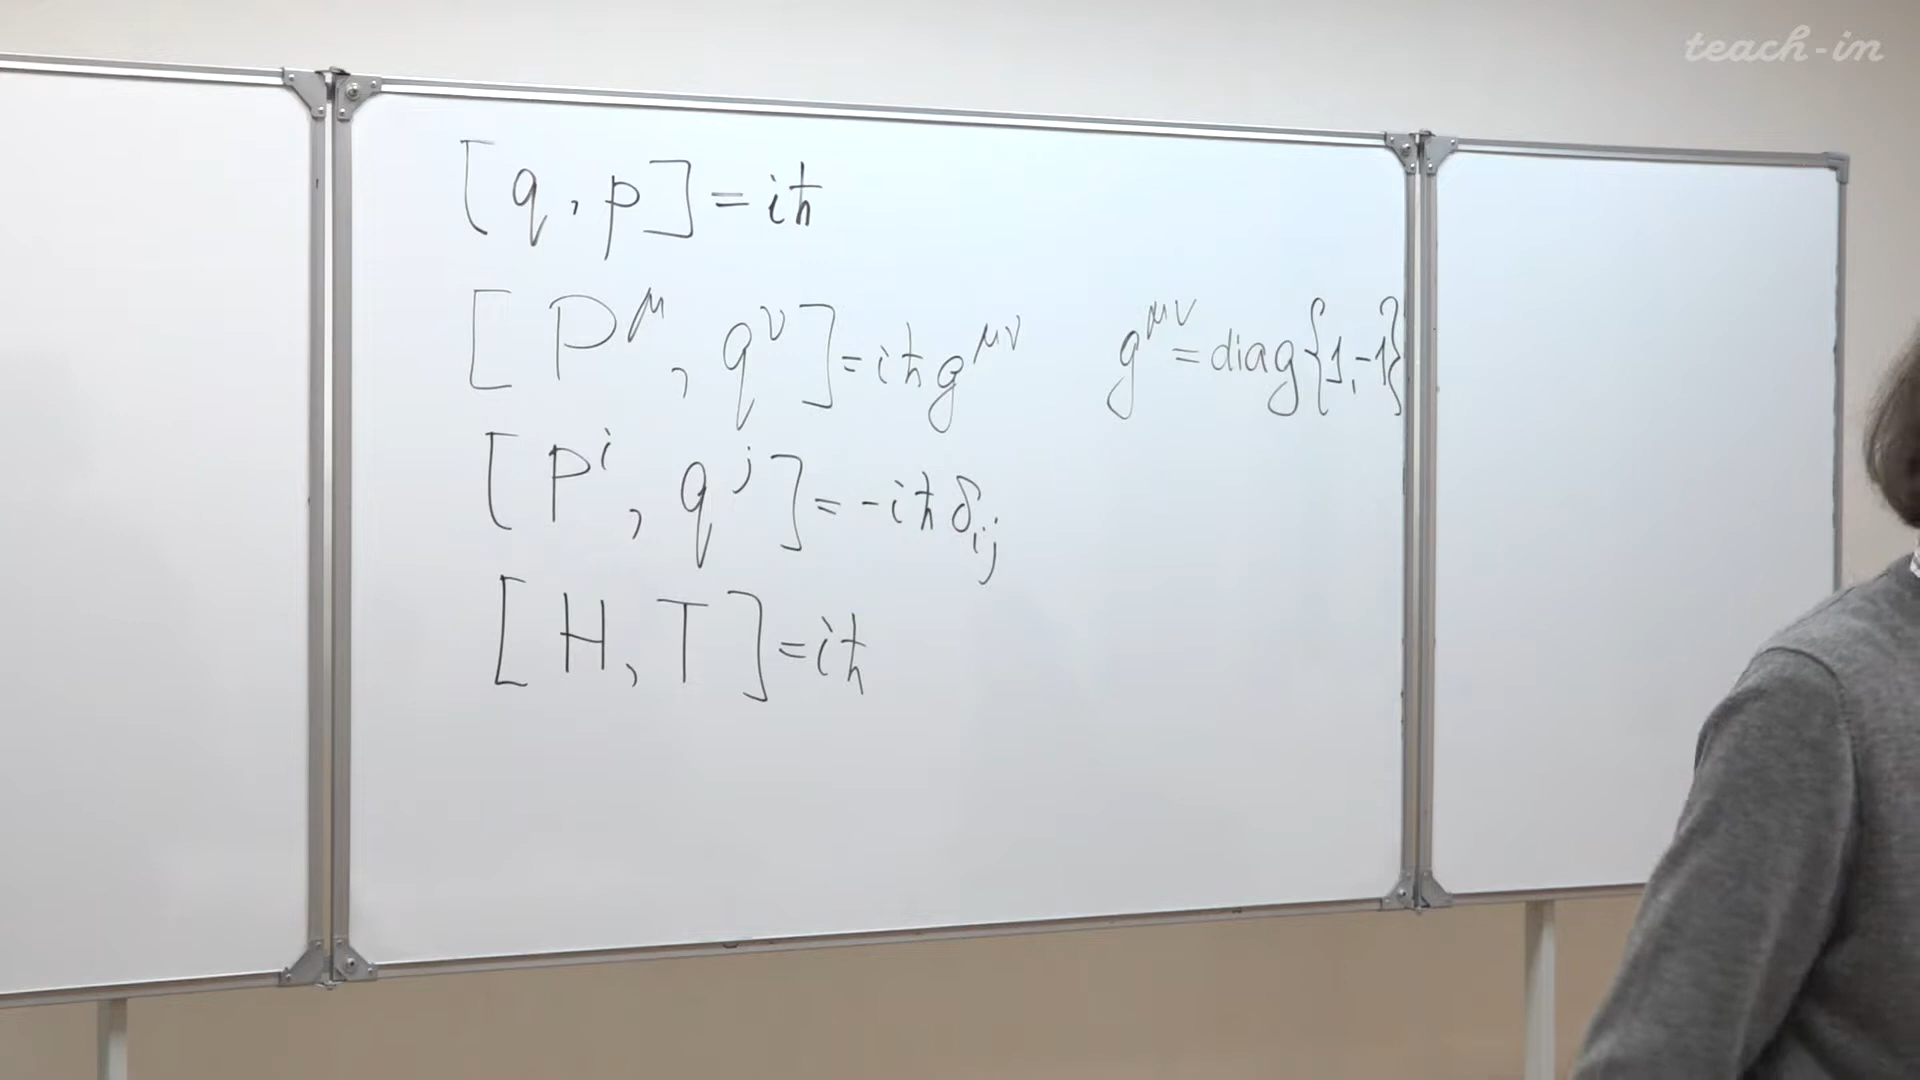 teach-in
[q, p] = iħ
[P^μ, q^ν] = iħg^μν g^μν = diag{1,-1}
[P^i, q^j] = -iħδ_ij
[H, T] = iħ